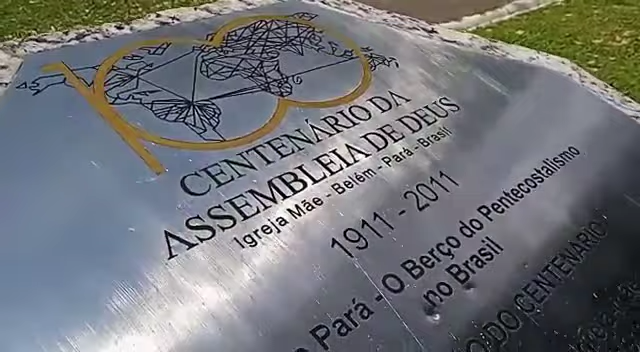 100
CENTENÁRIO DA
ASSEMBLEIA DE DEUS
Igreja Mãe - Belém - Pará - Brasil
1911 - 2011
Pará - O Berço do Pentecostalismo
no Brasil
DO CENTENÁRIO